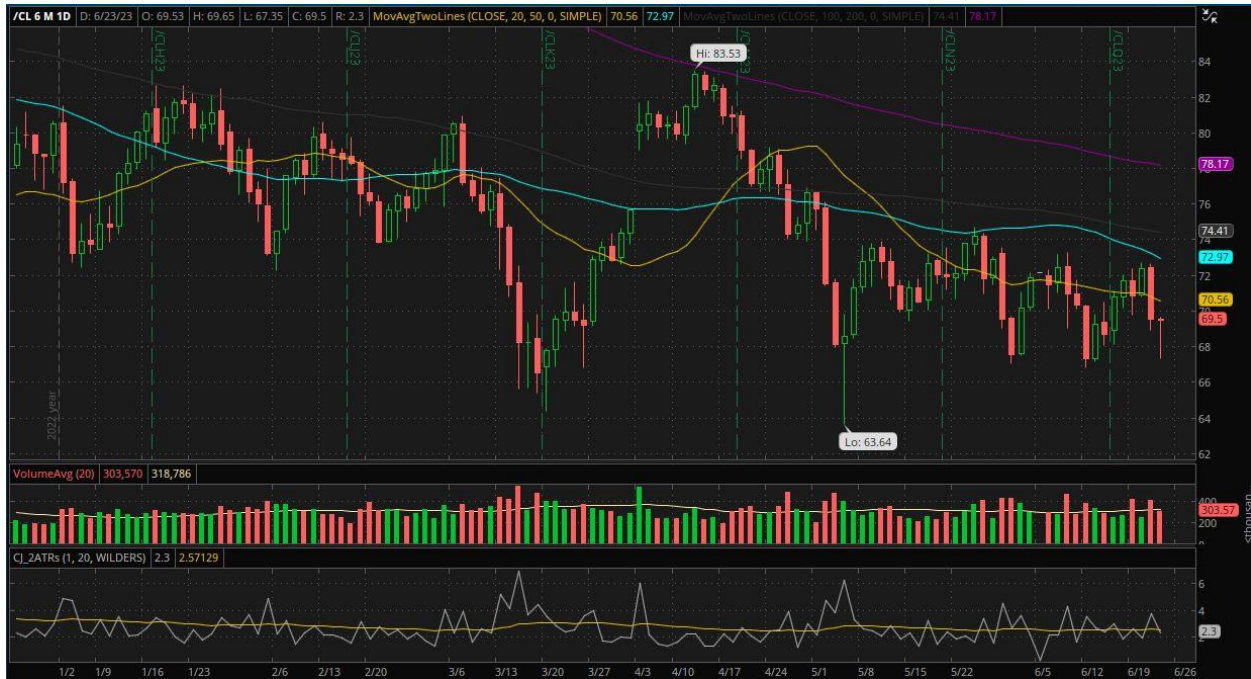 /CL 6 M 1D D: 6/23/23 O: 69.53 H: 69.65 L: 67.35 C: 69.5 R: 2.3 MovAvgTwoLines (CLOSE, 20, 50, 0, SIMPLE) 70.56 72.97 MovAvgTwoLines (CLOSE, 100, 200, 0, SIMPLE) 74.41 78.17
/CLH23
/CLJ23
/CLK23
/CLN23
/CLQ23
Hi: 83.53
84
82
80
78.17
78
76
74.41
74
72.97
72
70.56
70
69.5
68
66
64
62
2022 year
Lo: 63.64
VolumeAvg (20) 303,570 318,786
400
303.57
200
0
<thousan
CJ_2ATRs (1, 20, WILDERS) 2.3 2.57129
6
4
2.3
2
1/2 1/9 1/16 1/23 2/6 2/13 2/20 3/6 3/13 3/20 3/27 4/3 4/10 4/17 4/24 5/1 5/8 5/15 5/22 6/5 6/12 6/19 6/26